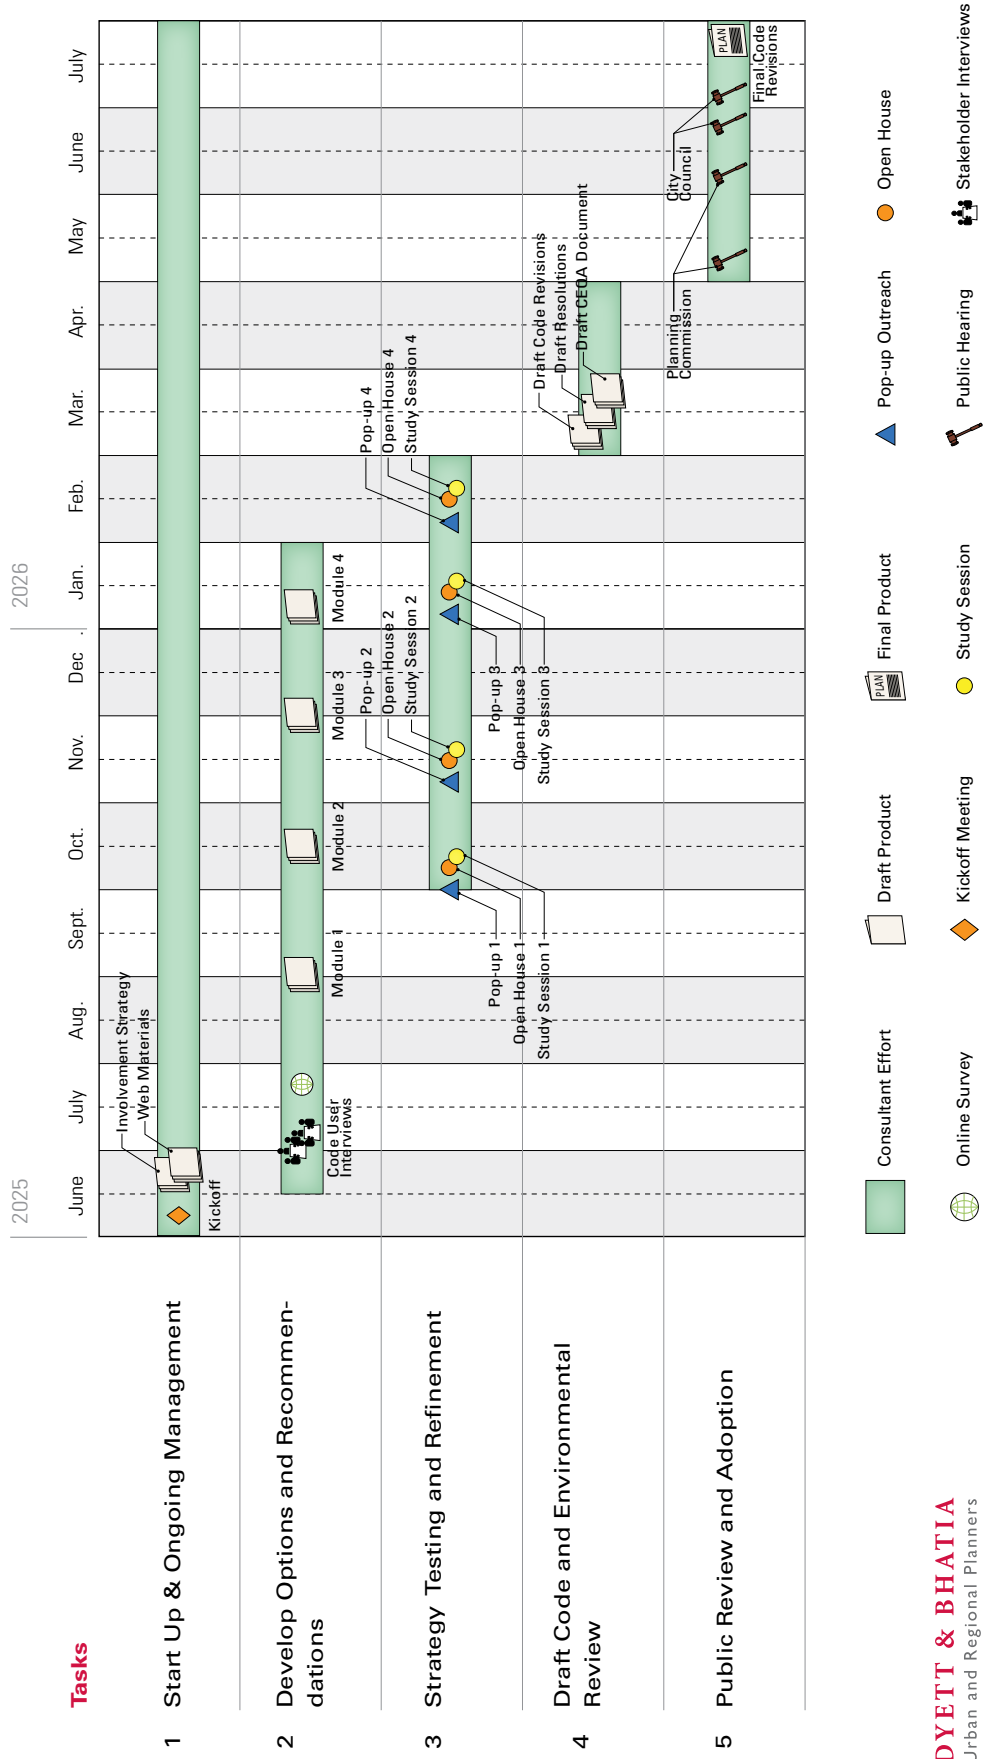 2025
2026
Tasks
June
July
Aug.
Sept.
Oct.
Nov.
Dec .
Jan.
Feb.
Mar.
Apr.
May
June
July
1
Start Up & Ongoing Management
Involvement Strategy
Web Materials
Kickoff
2
Develop Options and Recommen-
dations
Code User
Interviews
Module 1
Module 2
Module 3
Module 4
3
Strategy Testing and Refinement
Pop-up 1
Open House 1
Study Session 1
Pop-up 2
Open House 2
Study Session 2
Pop-up 3
Open House 3
Study Session 3
Pop-up 4
Open House 4
Study Session 4
4
Draft Code and Environmental
Review
Draft Code Revisions
Draft Resolutions
Draft CEQA Document
5
Public Review and Adoption
Planning
Commission
City
Council
PLAN
Final Code
Revisions
Consultant Effort
Draft Product
PLAN
Final Product
Pop-up Outreach
Open House
Online Survey
Kickoff Meeting
Study Session
Public Hearing
Stakeholder Interviews
DYETT & BHATIA
Urban and Regional Planners